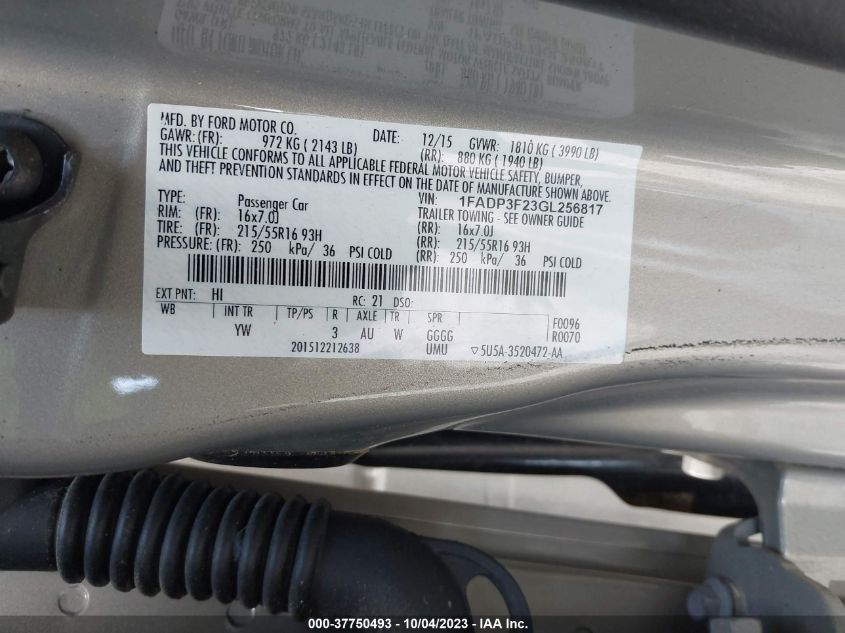 MFD. BY FORD MOTOR CO. DATE: 12/15 GVWR: 1810 KG ( 3990 LB)
GAWR: (FR): 972 KG ( 2143 LB) (RR): 880 KG ( 1940 LB)
THIS VEHICLE CONFORMS TO ALL APPLICABLE FEDERAL MOTOR VEHICLE SAFETY, BUMPER,
AND THEFT PREVENTION STANDARDS IN EFFECT ON THE DATE OF MANUFACTURE SHOWN ABOVE.
VIN: 1FADP3F23GL256817
TYPE: Passenger Car TRAILER TOWING - SEE OWNER GUIDE
RIM: (FR): 16x7.0J (RR): 16x7.0J
TIRE: (FR): 215/55R16 93H (RR): 215/55R16 93H
PRESSURE: (FR): 250 kPa/ 36 PSI COLD (RR): 250 kPa/ 36 PSI COLD
EXT PNT: HI RC: 21 DSO:
WB INT TR TP/PS R AXLE TR SPR F0096
YW 3 AU W GGGG R0070
201512212638 UMU ▽5U5A-3520472-AA
000-37750493 - 10/04/2023 - IAA Inc.